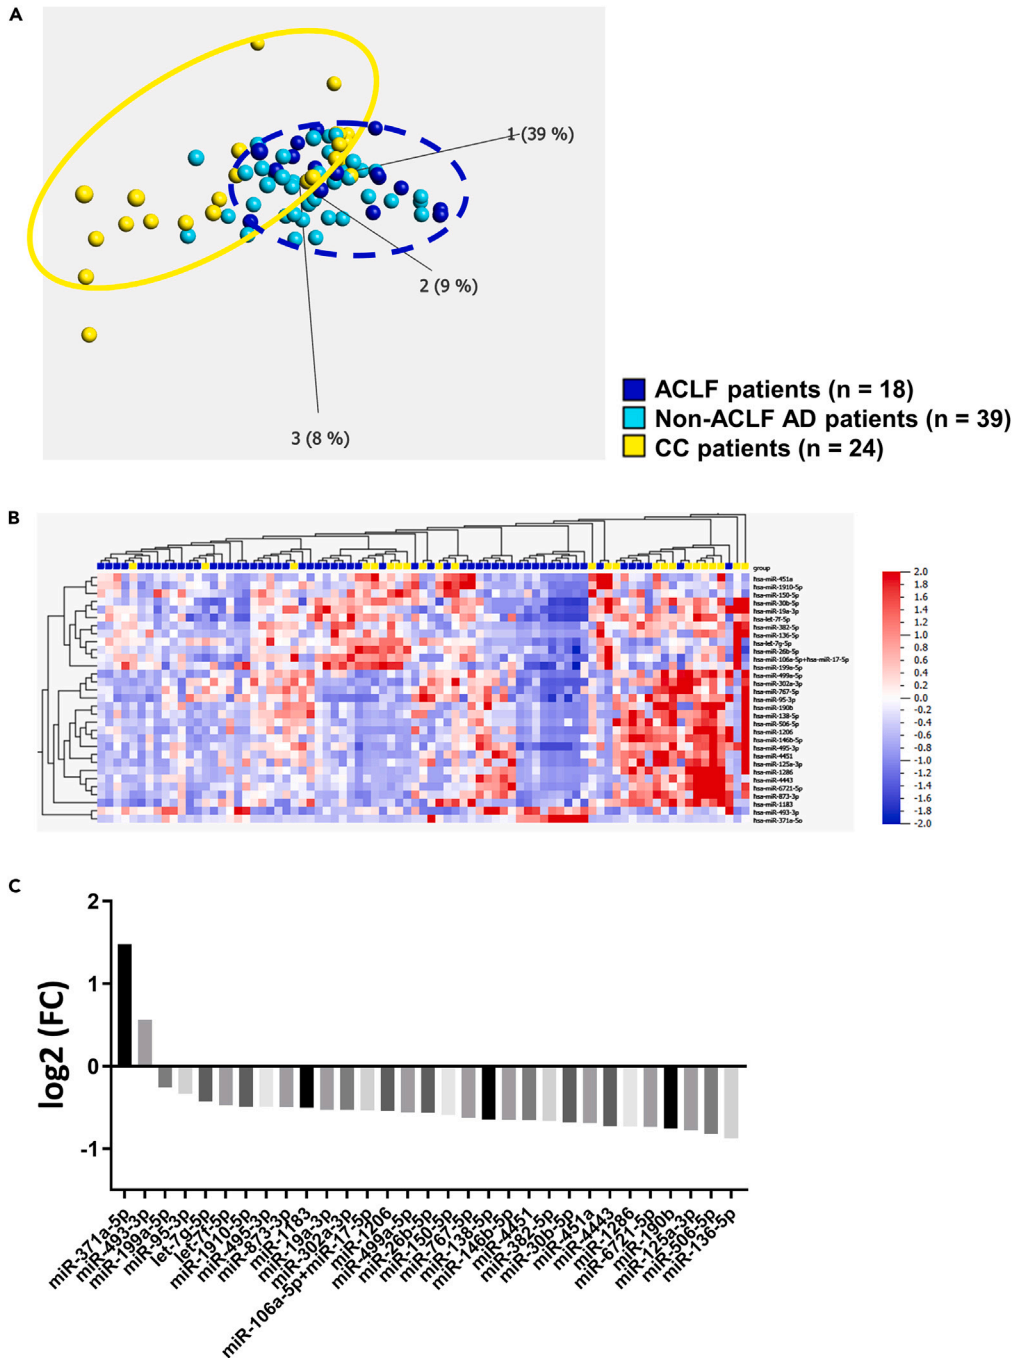 A
1 (39 %)
2 (9 %)
3 (8 %)
ACLF patients (n = 18)
Non-ACLF AD patients (n = 39)
CC patients (n = 24)
B
group
hsa-miR-451a
hsa-miR-1910-5p
hsa-miR-150-5p
hsa-miR-30b-5p
hsa-miR-19a-3p
hsa-let-7f-5p
hsa-miR-382-5p
hsa-miR-136-5p
hsa-let-7g-5p
hsa-miR-26b-5p
hsa-miR-106a-5p+hsa-miR-17-5p
hsa-miR-199a-5p
hsa-miR-499a-5p
hsa-miR-302a-3p
hsa-miR-767-5p
hsa-miR-95-3p
hsa-miR-190b
hsa-miR-138-5p
hsa-miR-506-5p
hsa-miR-1206
hsa-miR-146b-5p
hsa-miR-495-3p
hsa-miR-4451
hsa-miR-125a-3p
hsa-miR-1286
hsa-miR-4443
hsa-miR-6721-5p
hsa-miR-873-3p
hsa-miR-1183
hsa-miR-493-3p
hsa-miR-371a-5p
2.0
1.8
1.6
1.4
1.2
1.0
0.8
0.6
0.4
0.2
0.0
-0.2
-0.4
-0.6
-0.8
-1.0
-1.2
-1.4
-1.6
-1.8
-2.0
C
log2 (FC)
2
1
0
-1
miR-371a-5p
miR-493-3p
miR-199a-5p
miR-95-3p
let-7g-5p
let-7f-5p
miR-1910-5p
miR-495-3p
miR-873-3p
miR-1183
miR-19a-3p
miR-302a-3p
miR-106a-5p+miR-17-5p
miR-1206
miR-499a-5p
miR-26b-5p
miR-150-5p
miR-767-5p
miR-138-5p
miR-146b-5p
miR-4451
miR-382-5p
miR-30b-5p
miR-451a
miR-4443
miR-1286
miR-6721-5p
miR-190b
miR-125a-3p
miR-506-5p
miR-136-5p